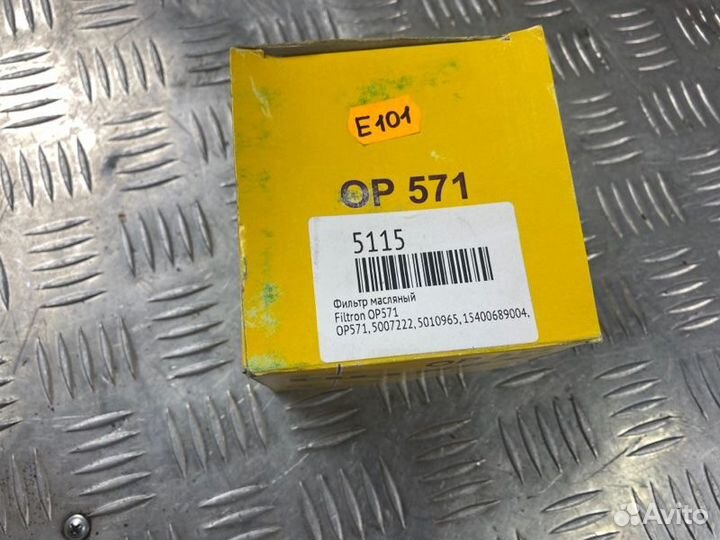 E101
OP 571
5115
Фильтр масляный
Filtron OP571
OP571,5007222,5010965,15400689004,
Avito